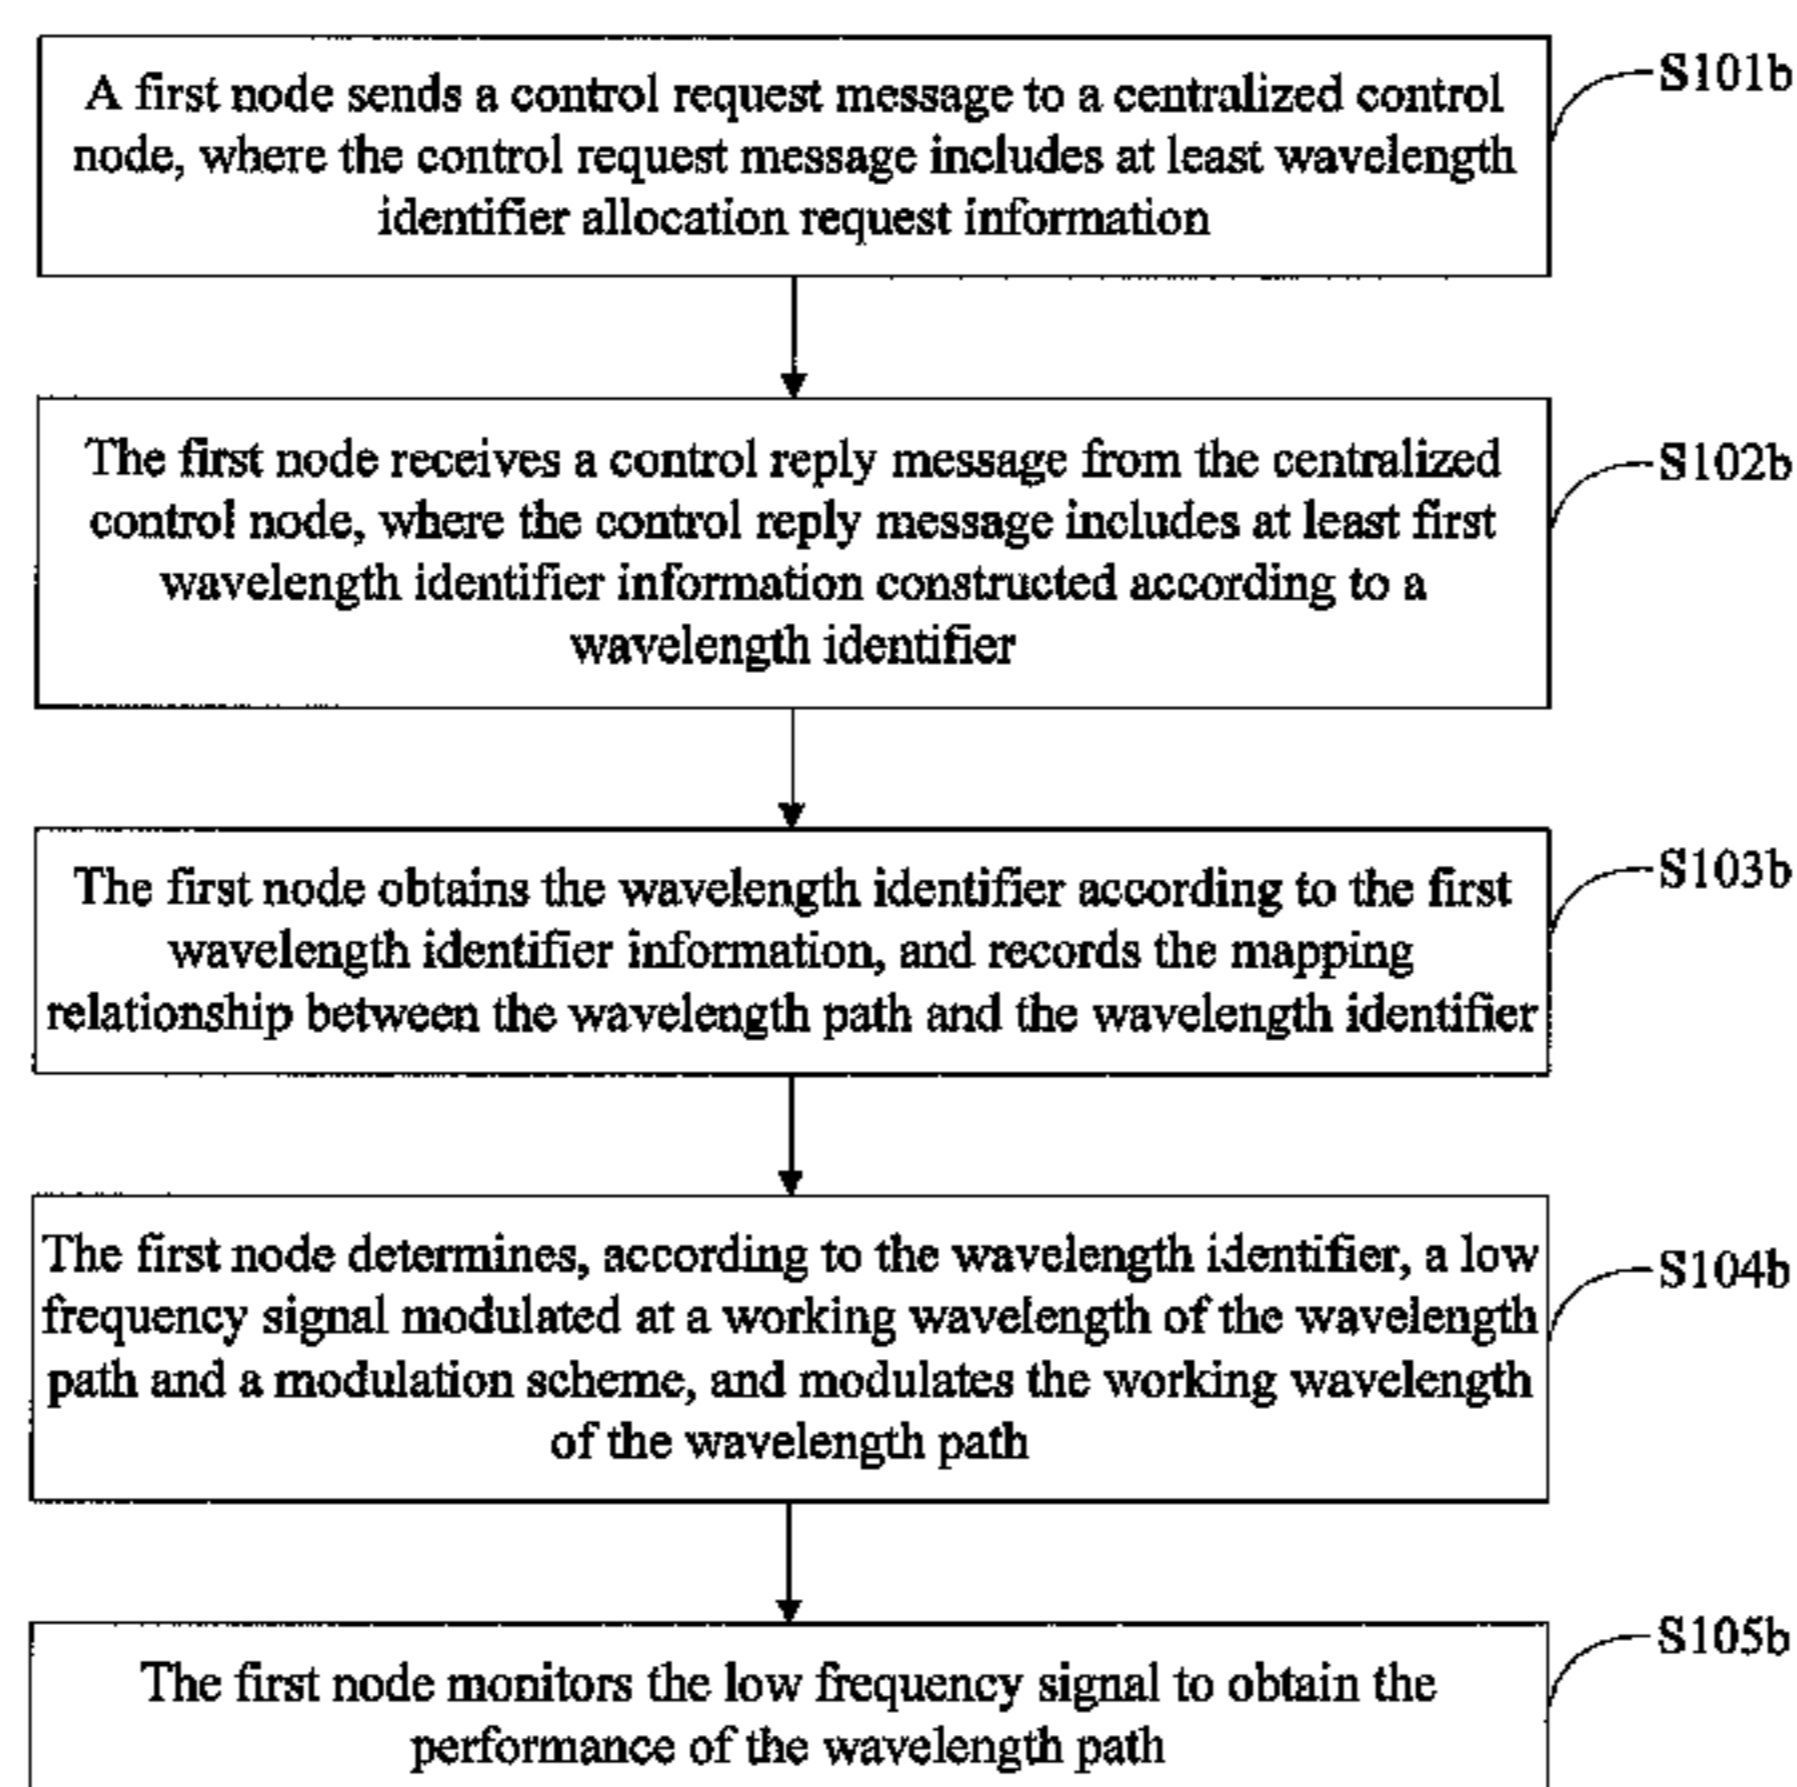 A first node sends a control request message to a centralized control
node, where the control request message includes at least wavelength
identifier allocation request information
S101b
The first node receives a control reply message from the centralized
control node, where the control reply message includes at least first
wavelength identifier information constructed according to a
wavelength identifier
S102b
The first node obtains the wavelength identifier according to the first
wavelength identifier information, and records the mapping
relationship between the wavelength path and the wavelength identifier
S103b
The first node determines, according to the wavelength identifier, a low
frequency signal modulated at a working wavelength of the wavelength
path and a modulation scheme, and modulates the working wavelength
of the wavelength path
S104b
The first node monitors the low frequency signal to obtain the
performance of the wavelength path
S105b